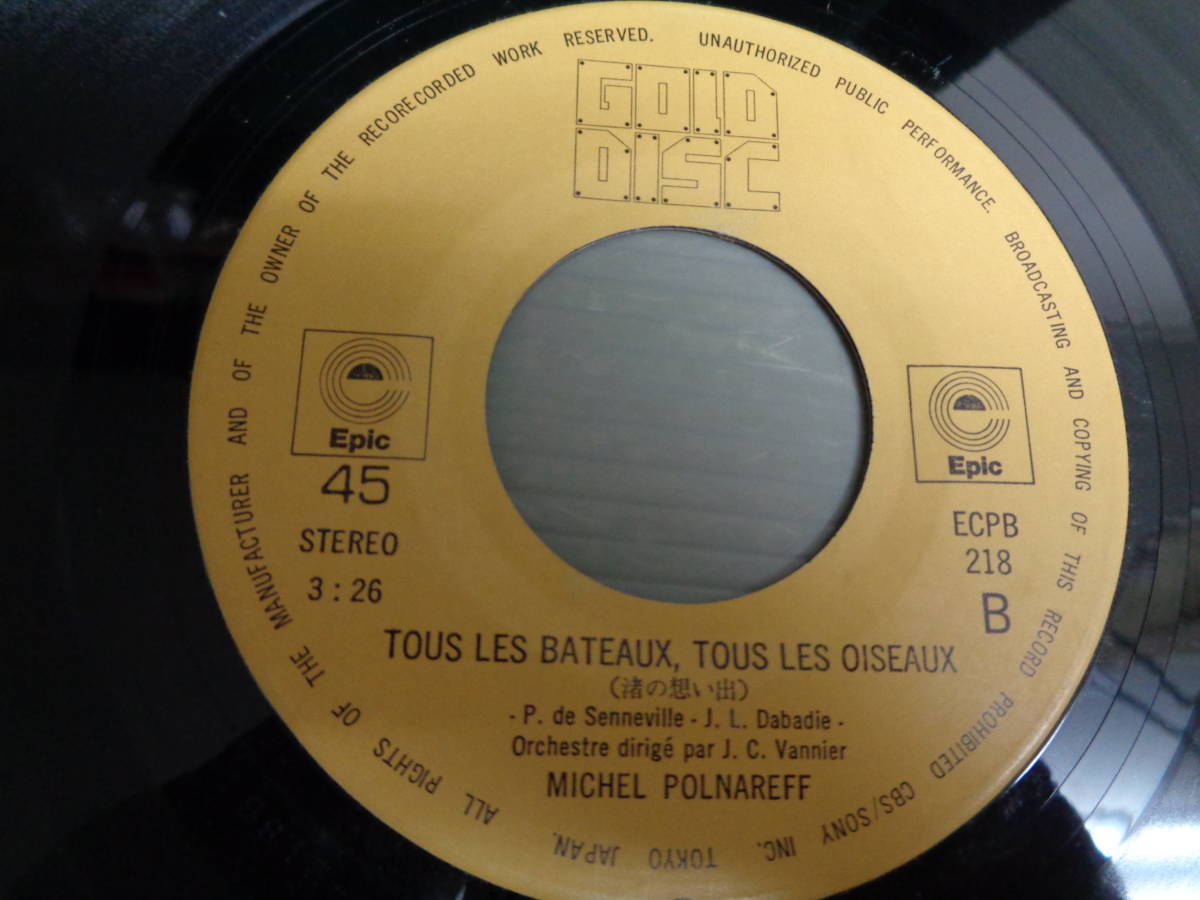 GOLD
DISC
Epic
45
STEREO
3:26
Epic
ECPB
218
B
TOUS LES BATEAUX, TOUS LES OISEAUX
(渚の想い出)
- P. de Senneville - J. L. Dabadie -
Orchestre dirigé par J. C. Vannier
MICHEL POLNAREFF
ALL RIGHTS OF THE MANUFACTURER AND OF THE OWNER OF THE RECORECORDED WORK RESERVED. UNAUTHORIZED PUBLIC PERFORMANCE. BROADCASTING AND COPYING OF THIS RECORD PROHIBITED CBS/SONY INC. TOKYO JAPAN.